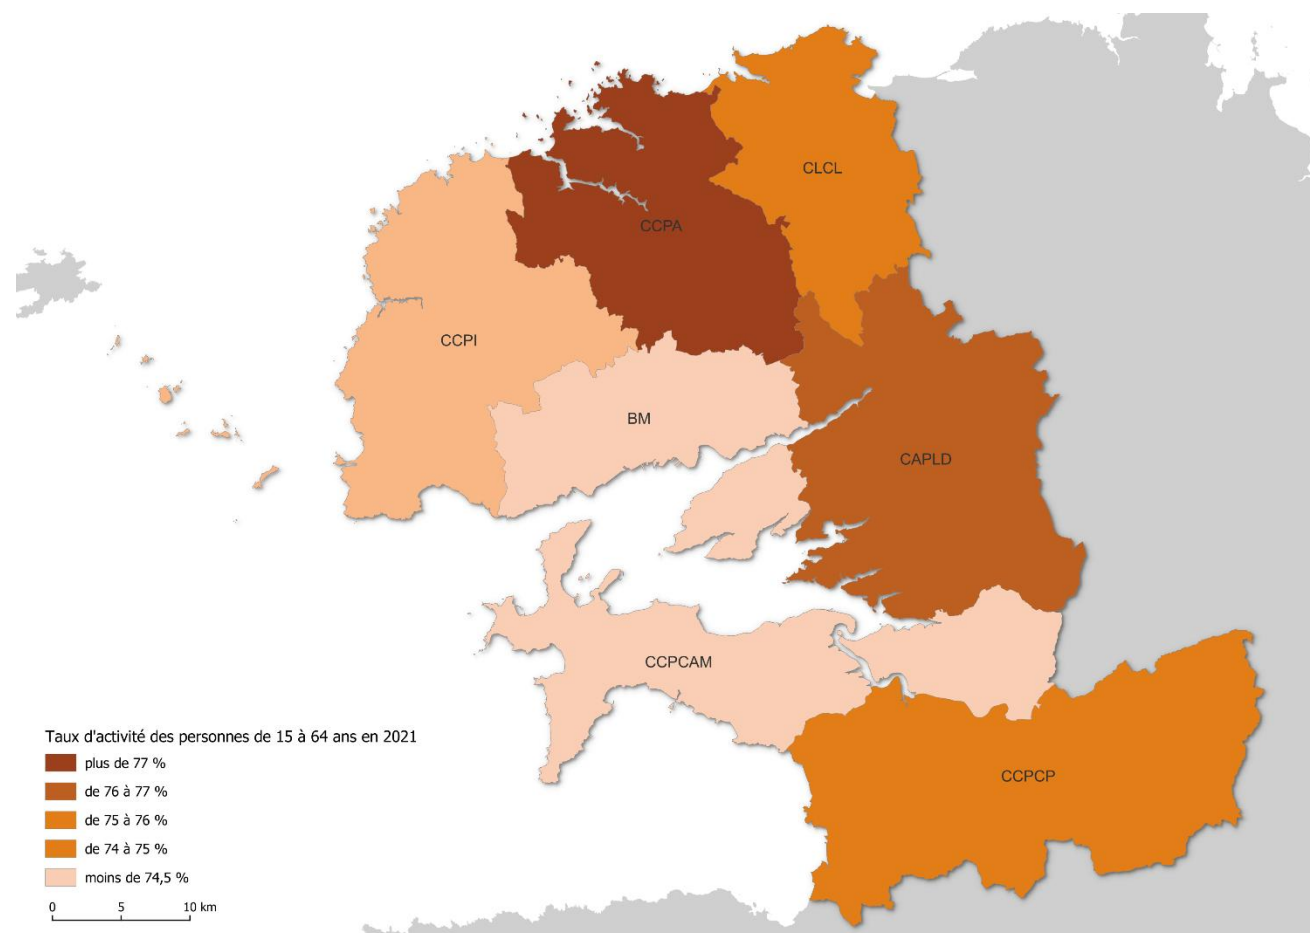 CLCL
CCPA
CCPI
BM
CAPLD
CCPCAM
CCPCP
Taux d'activité des personnes de 15 à 64 ans en 2021
plus de 77 %
de 76 à 77 %
de 75 à 76 %
de 74 à 75 %
moins de 74,5 %
0 5 10 km